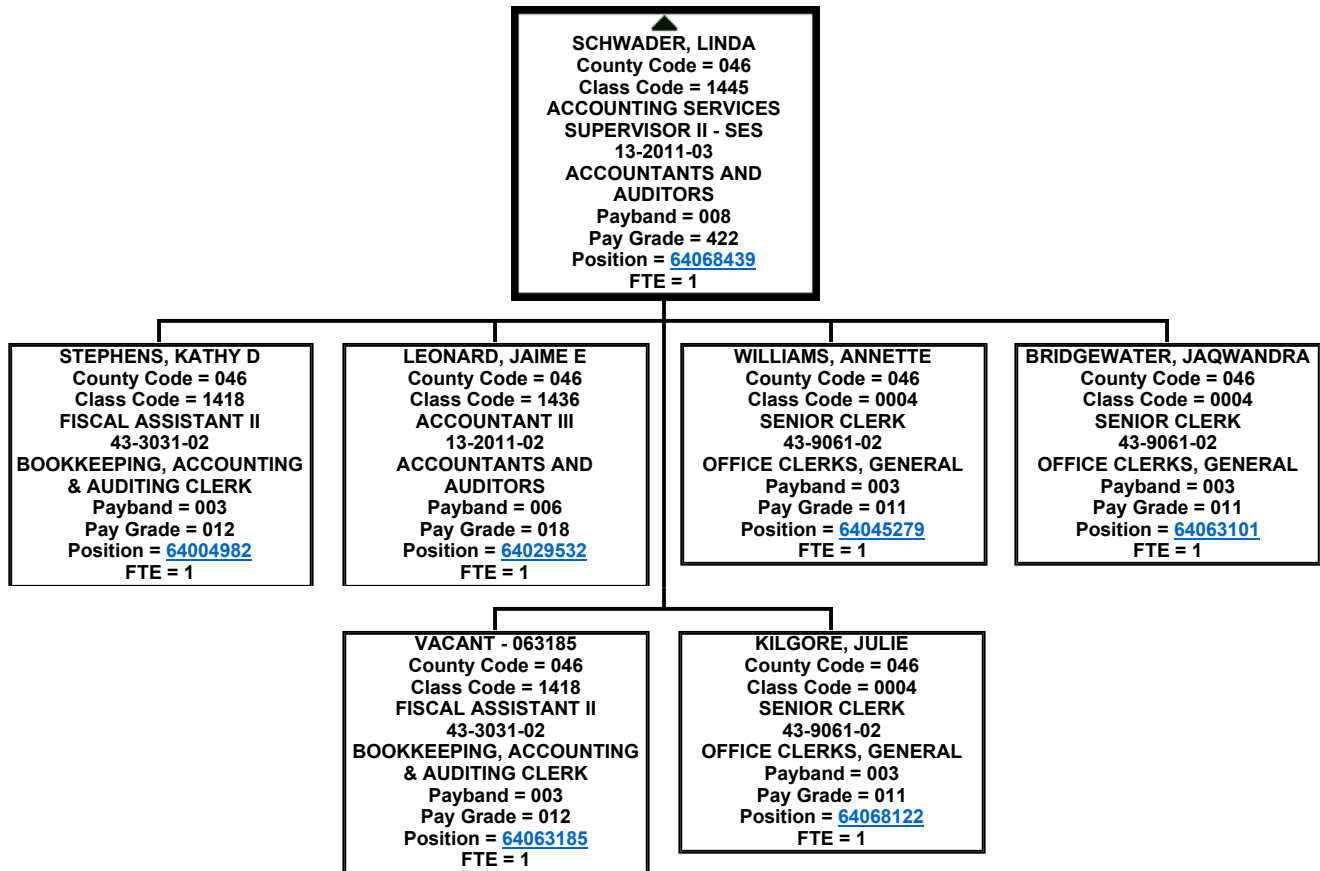 SCHWADER, LINDA
County Code = 046
Class Code = 1445
ACCOUNTING SERVICES
SUPERVISOR II - SES
13-2011-03
ACCOUNTANTS AND
AUDITORS
Payband = 008
Pay Grade = 422
Position = 64068439
FTE = 1
STEPHENS, KATHY D
County Code = 046
Class Code = 1418
FISCAL ASSISTANT II
43-3031-02
BOOKKEEPING, ACCOUNTING
& AUDITING CLERK
Payband = 003
Pay Grade = 012
Position = 64004982
FTE = 1
LEONARD, JAIME E
County Code = 046
Class Code = 1436
ACCOUNTANT III
13-2011-02
ACCOUNTANTS AND
AUDITORS
Payband = 006
Pay Grade = 018
Position = 64029532
FTE = 1
WILLIAMS, ANNETTE
County Code = 046
Class Code = 0004
SENIOR CLERK
43-9061-02
OFFICE CLERKS, GENERAL
Payband = 003
Pay Grade = 011
Position = 64045279
FTE = 1
BRIDGEWATER, JAQWANDRA
County Code = 046
Class Code = 0004
SENIOR CLERK
43-9061-02
OFFICE CLERKS, GENERAL
Payband = 003
Pay Grade = 011
Position = 64063101
FTE = 1
VACANT - 063185
County Code = 046
Class Code = 1418
FISCAL ASSISTANT II
43-3031-02
BOOKKEEPING, ACCOUNTING
& AUDITING CLERK
Payband = 003
Pay Grade = 012
Position = 64063185
FTE = 1
KILGORE, JULIE
County Code = 046
Class Code = 0004
SENIOR CLERK
43-9061-02
OFFICE CLERKS, GENERAL
Payband = 003
Pay Grade = 011
Position = 64068122
FTE = 1